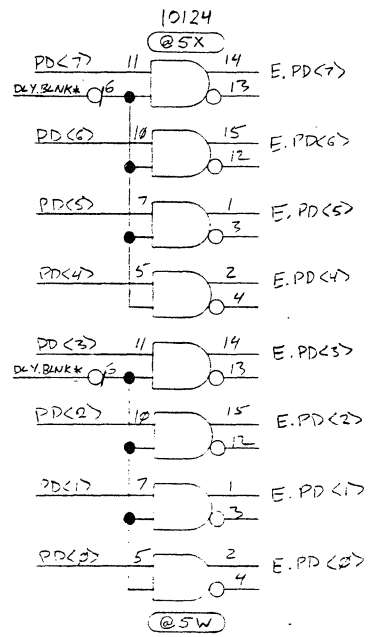 10124
@5X
PD<7> 11 14 E.PD<7>
DLY.BLNK* 6 13
PD<6> 10 15 E.PD<6>
12
PD<5> 7 1 E.PD<5>
3
PD<4> 5 2 E.PD<4>
4
PD<3> 11 14 E.PD<3>
DLY.BLNK* 6 13
PD<2> 10 15 E.PD<2>
12
PD<1> 7 1 E.PD<1>
3
PD<Ø> 5 2 E.PD<Ø>
4
@5W